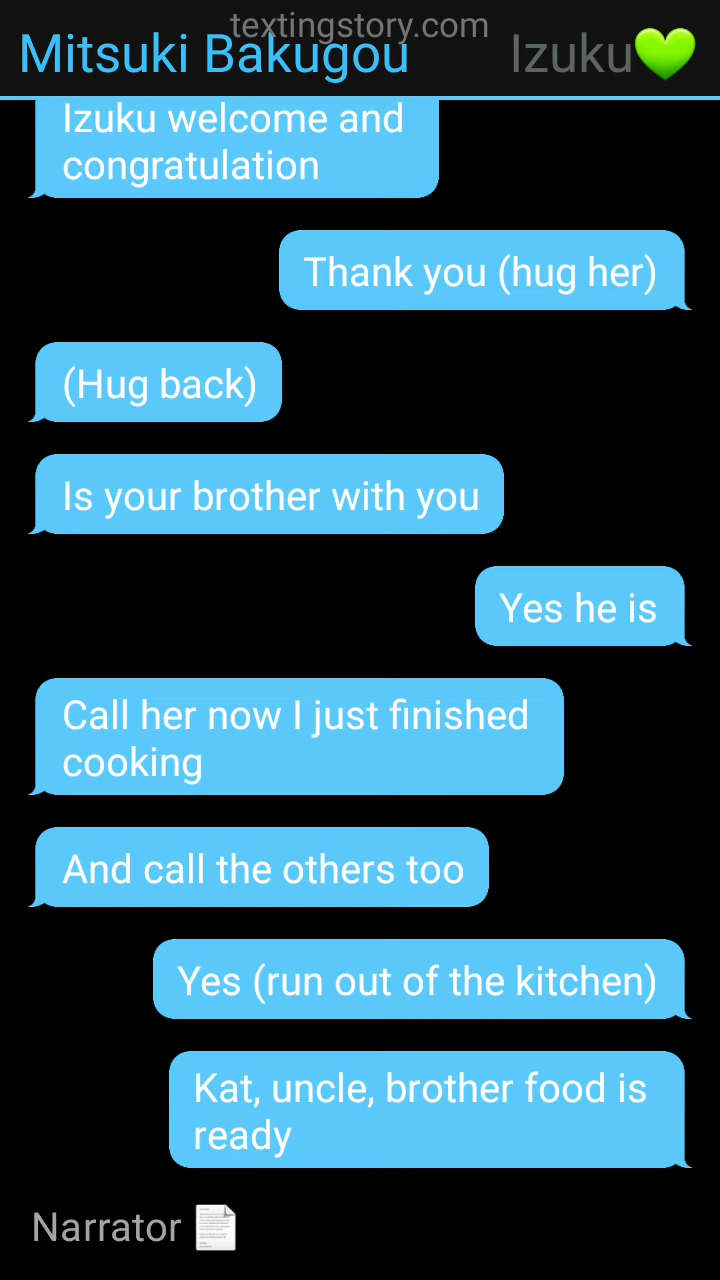 textingstory.com
Mitsuki Bakugou Izuku💚
Izuku welcome and
congratulation
Thank you (hug her)
(Hug back)
Is your brother with you
Yes he is
Call her now I just finished
cooking
And call the others too
Yes (run out of the kitchen)
Kat, uncle, brother food is
ready
Narrator 📄